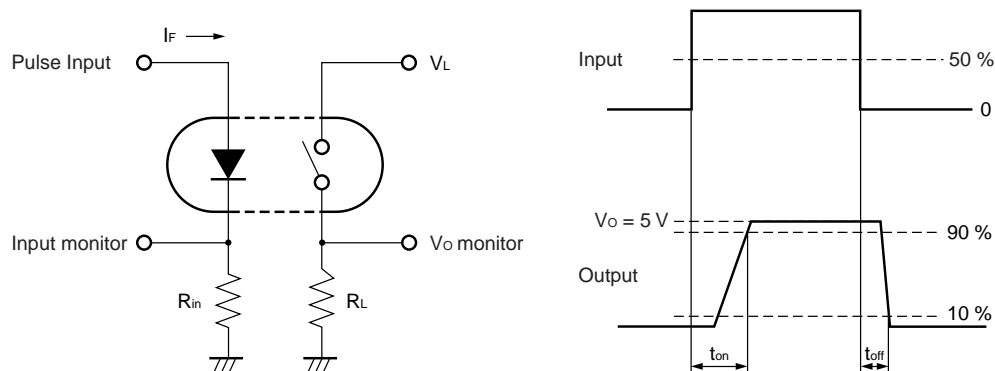 IF
Pulse Input
VL
Input monitor
VO monitor
Rin
RL
Input
50 %
0
VO = 5 V
90 %
Output
10 %
ton
toff